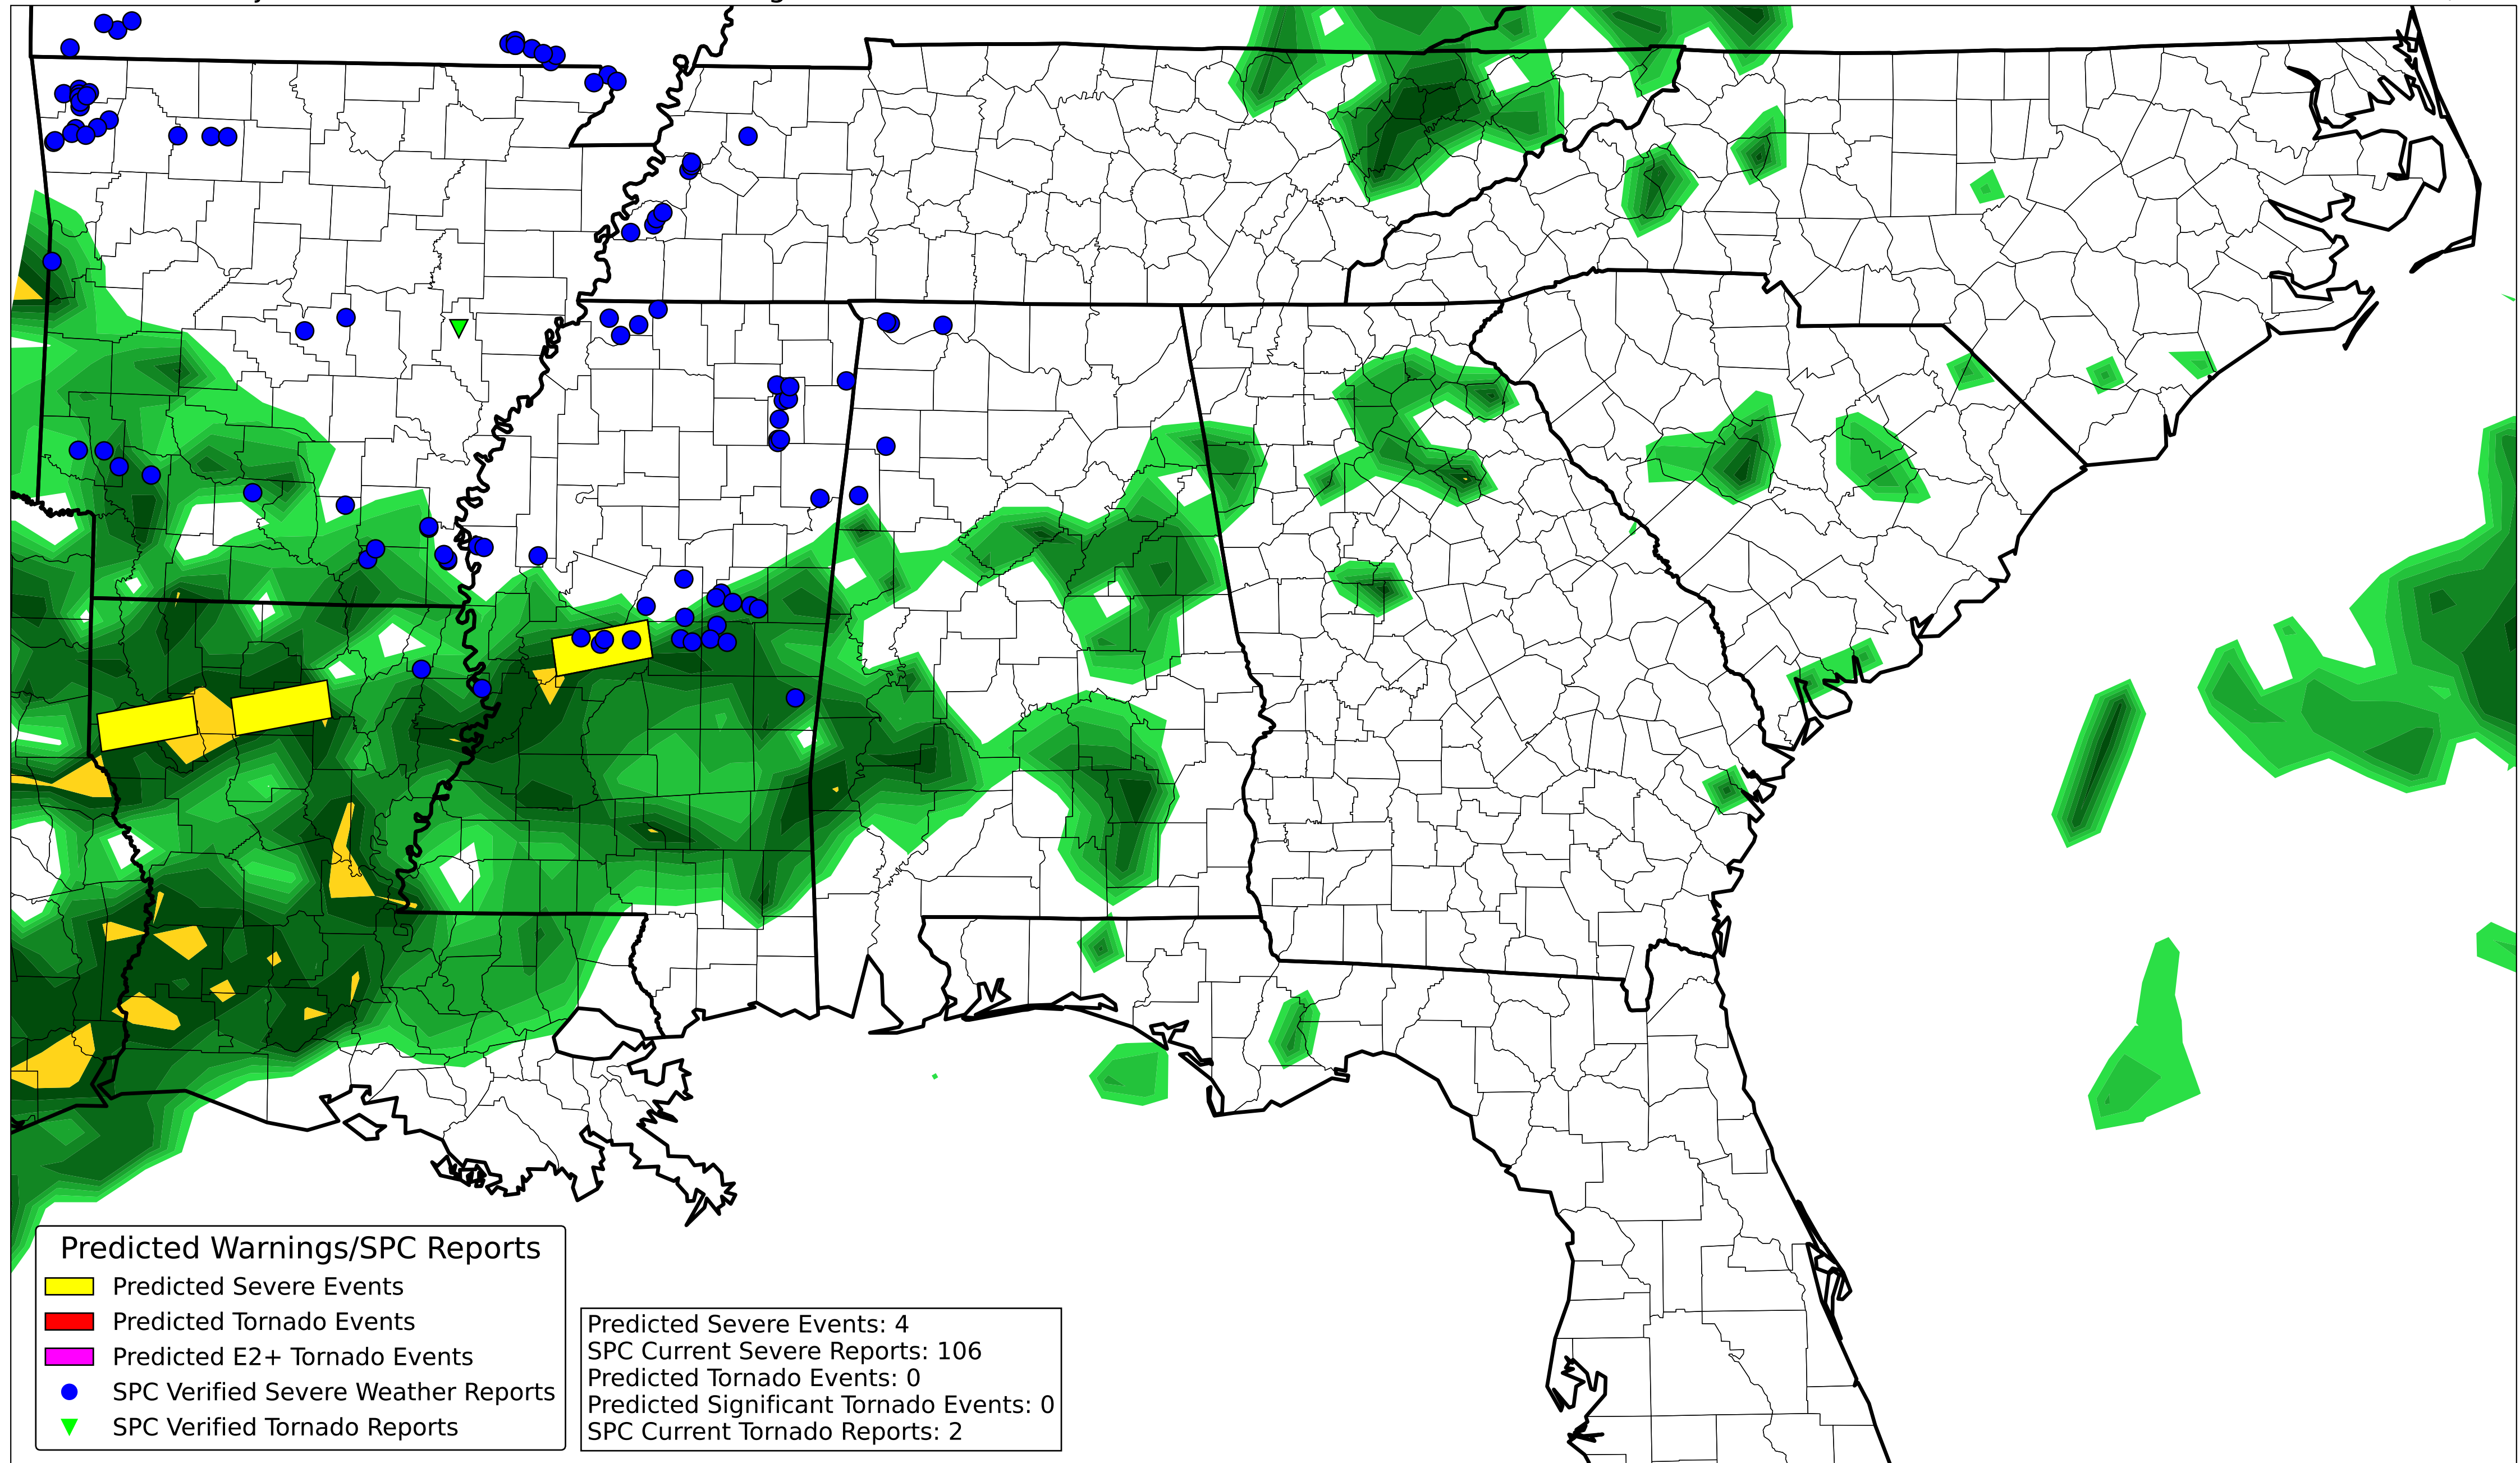 Predicted Warnings/SPC Reports
Predicted Severe Events
Predicted Tornado Events
Predicted E2+ Tornado Events
SPC Verified Severe Weather Reports
SPC Verified Tornado Reports
Predicted Severe Events: 4
SPC Current Severe Reports: 106
Predicted Tornado Events: 0
Predicted Significant Tornado Events: 0
SPC Current Tornado Reports: 2